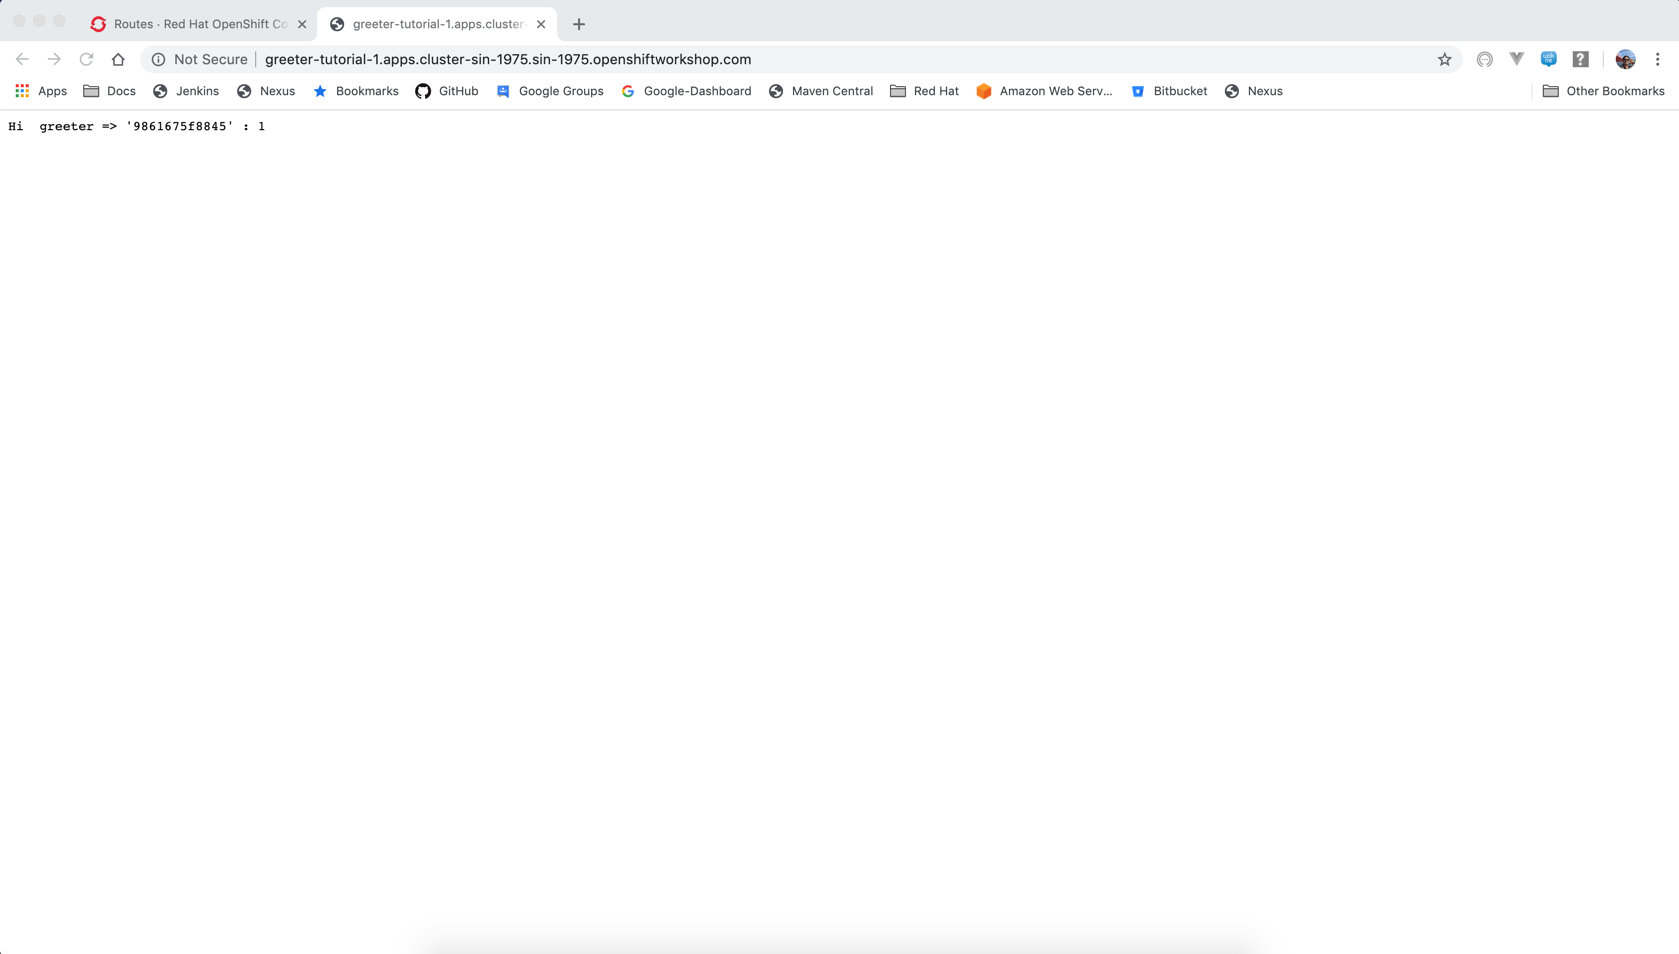 Routes · Red Hat OpenShift Co
greeter-tutorial-1.apps.cluster-
Not Secure greeter-tutorial-1.apps.cluster-sin-1975.sin-1975.openshiftworkshop.com
Apps Docs Jenkins Nexus Bookmarks GitHub Google Groups Google-Dashboard Maven Central Red Hat Amazon Web Serv... Bitbucket Nexus Other Bookmarks
Hi  greeter => '9861675f8845' : 1